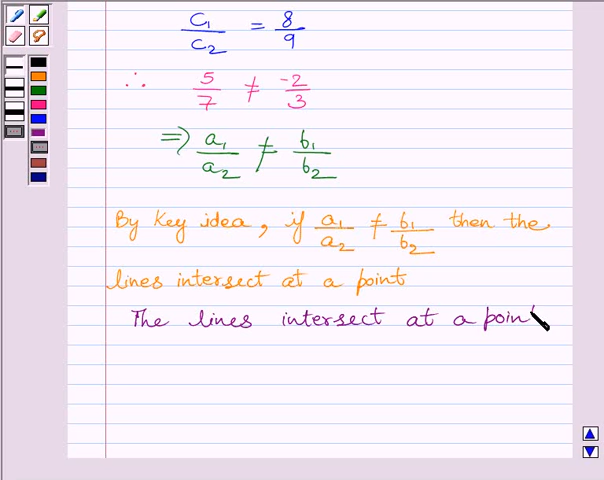 C₁/C₂ = 8/9
∴ 5/7 ≠ -2/3
⇒ a₁/a₂ ≠ b₁/b₂
By key idea, if a₁/a₂ ≠ b₁/b₂ then the
lines intersect at a point
The lines intersect at a point